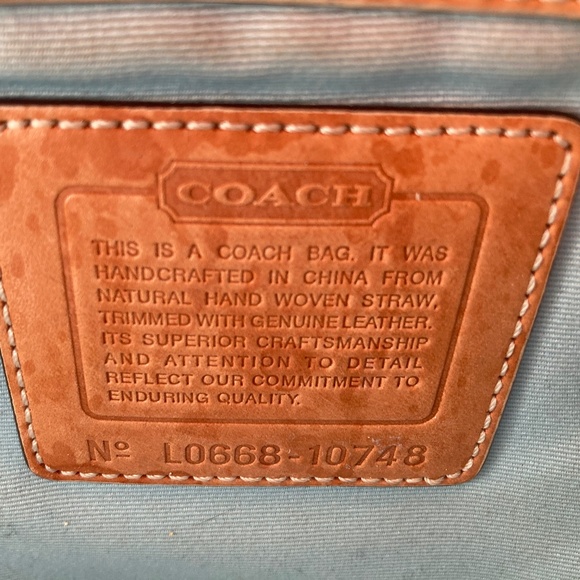 COACH
THIS IS A COACH BAG. IT WAS
HANDCRAFTED IN CHINA FROM
NATURAL HAND WOVEN STRAW,
TRIMMED WITH GENUINE LEATHER.
ITS SUPERIOR CRAFTSMANSHIP
AND ATTENTION TO DETAIL
REFLECT OUR COMMITMENT TO
ENDURING QUALITY.
Nº L0668-10748